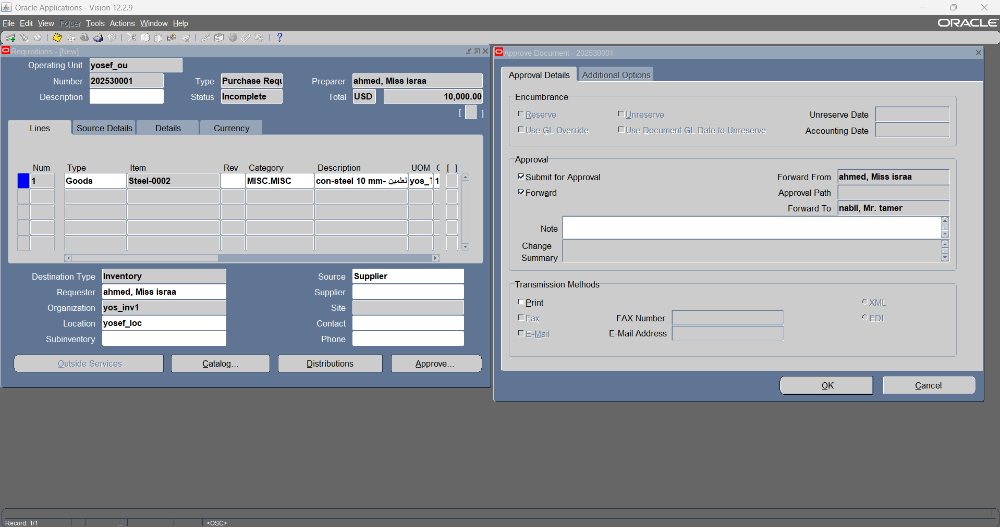 Oracle Applications - Vision 12.2.9
File Edit View Folder Tools Actions Window Help
ORACLE
Requisitions - [New]
Operating Unit yosef_ou
Number 202530001 Type Purchase Requ Preparer ahmed, Miss israa
Description Status Incomplete Total USD 10,000.00
[ ]
Lines Source Details Details Currency
Num Type Item Rev Category Description UOM [ ]
1 Goods Steel-0002 MISC.MISC con-steel 10 mm- لعلمين yos_T 1
Destination Type Inventory Source Supplier
Requester ahmed, Miss israa Supplier
Organization yos_inv1 Site
Location yosef_loc Contact
Subinventory Phone
Outside Services Catalog... Distributions Approve...
Approve Document - 202530001
Approval Details Additional Options
Encumbrance
Reserve Unreserve Unreserve Date
Use GL Override Use Document GL Date to Unreserve Accounting Date
Approval
Submit for Approval Forward From ahmed, Miss israa
Forward Approval Path
Forward To nabil, Mr. tamer
Note
Change
Summary
Transmission Methods
Print XML
Fax FAX Number EDI
E-Mail E-Mail Address
OK Cancel
Record: 1/1 ... <OSC>